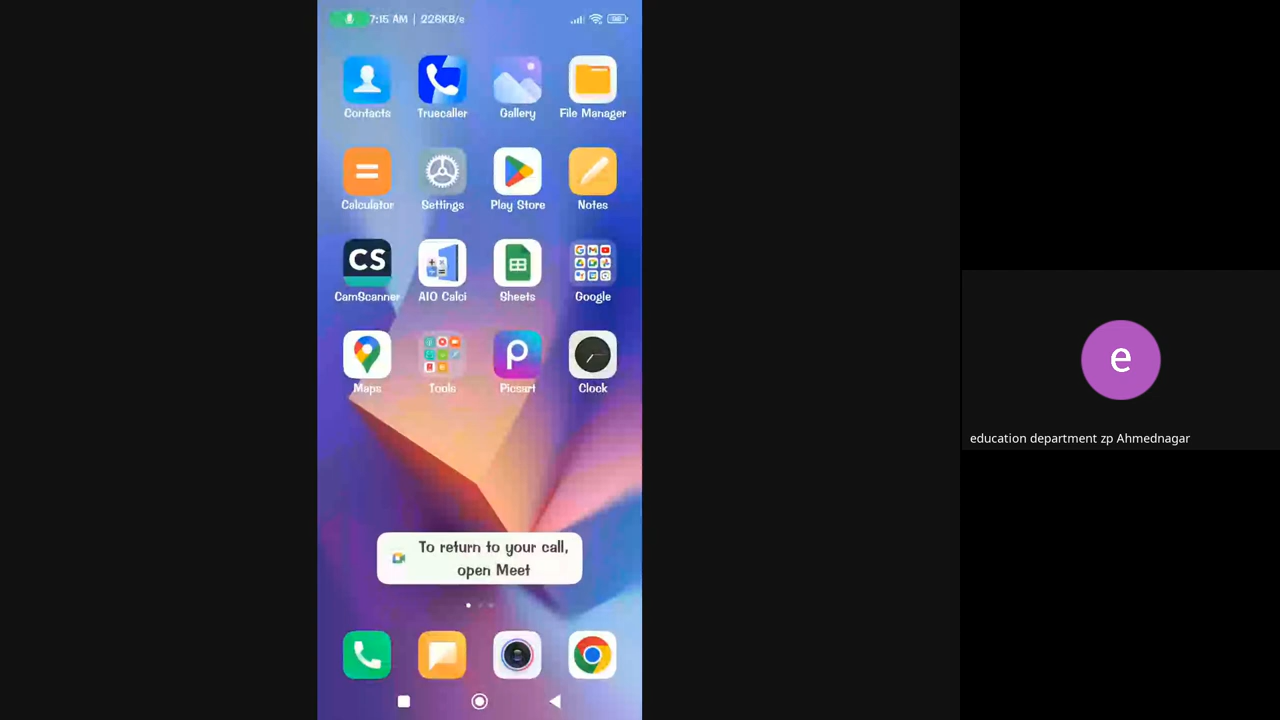 7:15 AM | 226KB/s
Contacts
Truecaller
Gallery
File Manager
Calculator
Settings
Play Store
Notes
CS
CamScanner
AIO Calci
Sheets
Google
Maps
Tools
Picsart
Clock
To return to your call,
open Meet
e
education department zp Ahmednagar